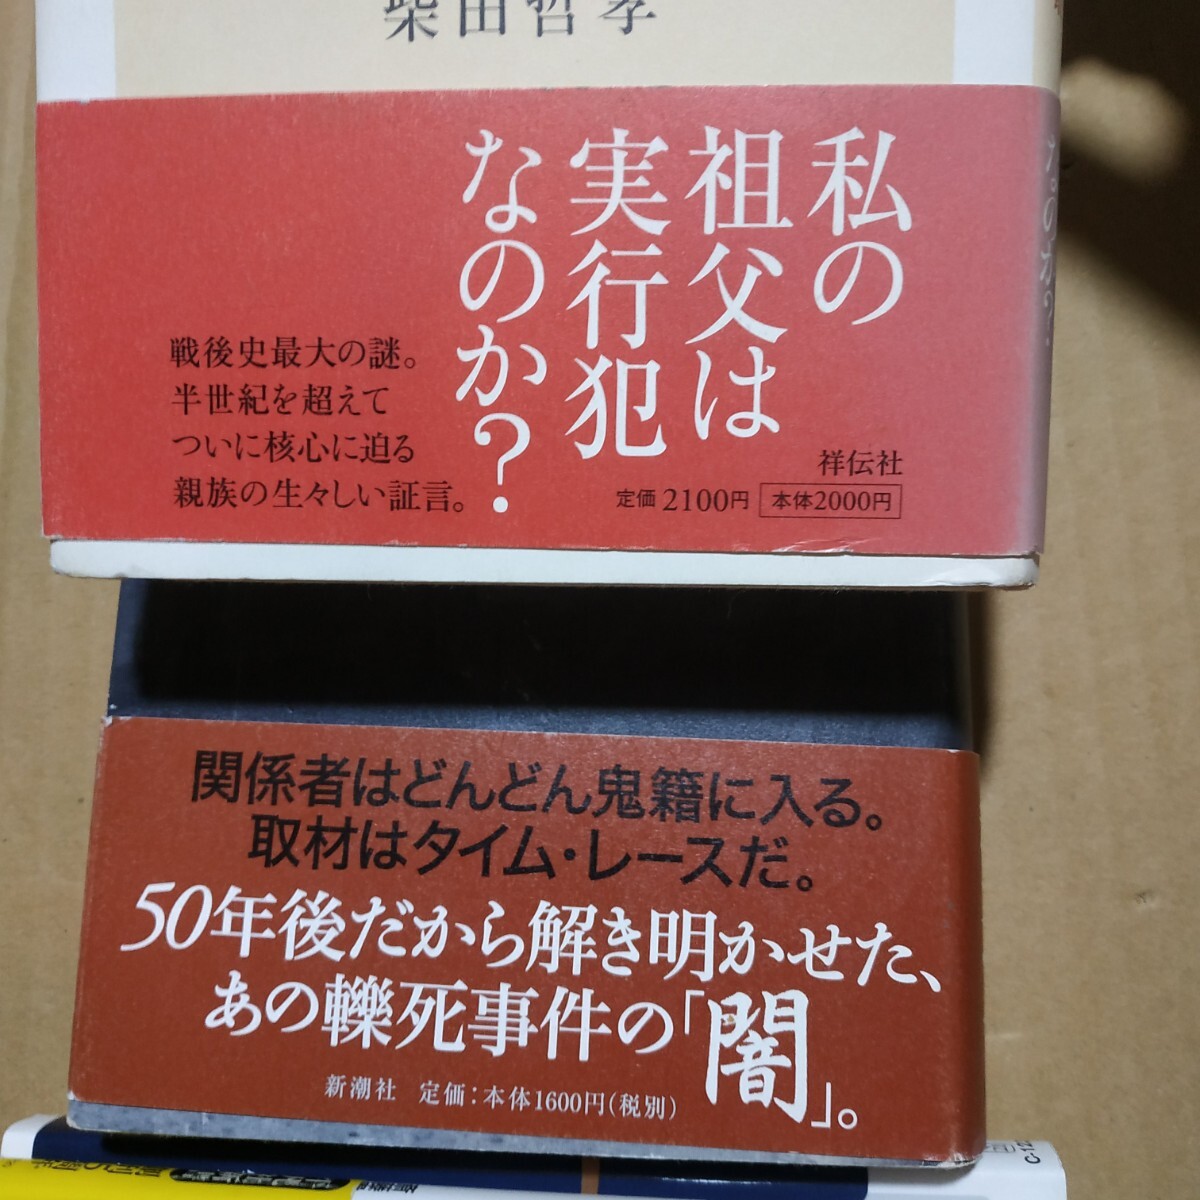 柴田哲孝
私の
祖父は
実行犯
なのか？
戦後史最大の謎。
半世紀を超えて
ついに核心に迫る
親族の生々しい証言。
祥伝社
定価 2100円 本体2000円
なのか？
関係者はどんどん鬼籍に入る。
取材はタイム・レースだ。
50年後だから解き明かせた、
あの轢死事件の「闇」。
新潮社 定価：本体1600円（税別）